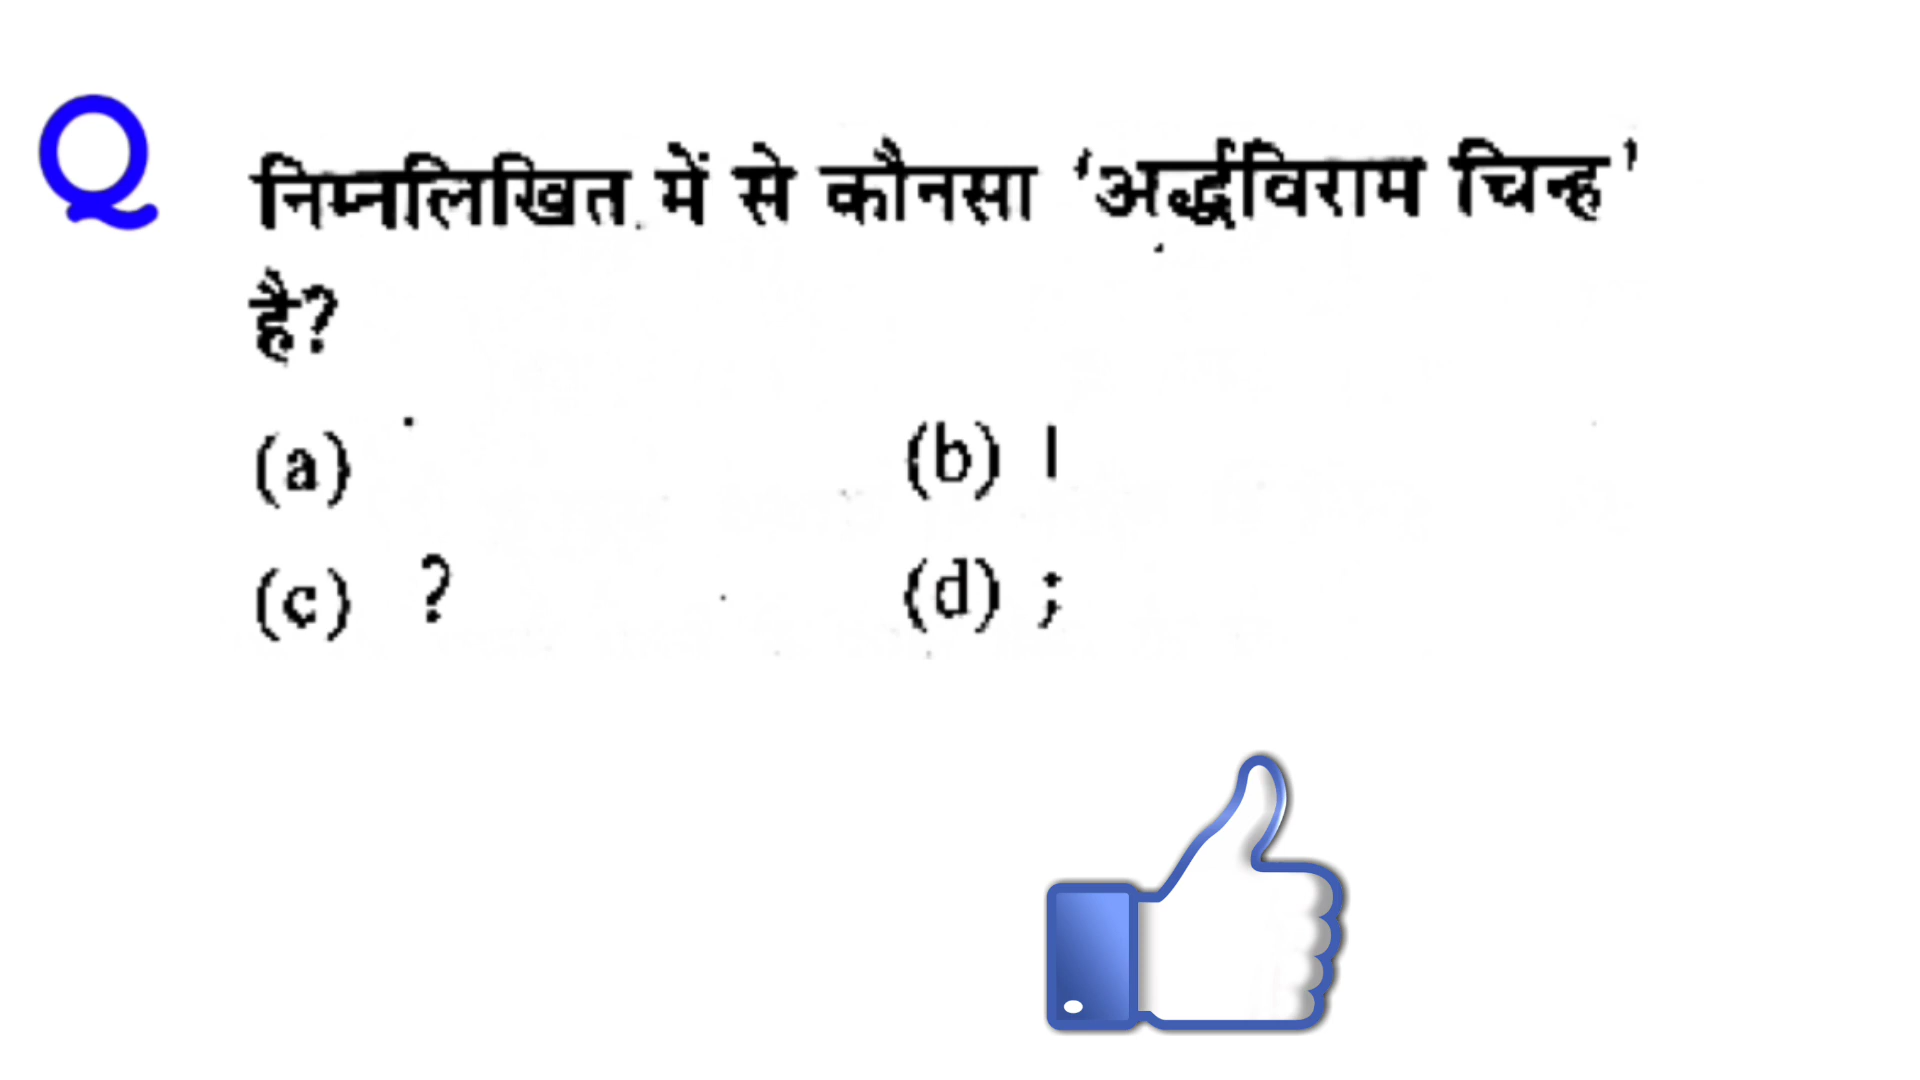 Q निम्नलिखित में से कौनसा ‘अर्द्धविराम चिन्ह’
है?
(a) · (b) ।
(c) ? (d) ;